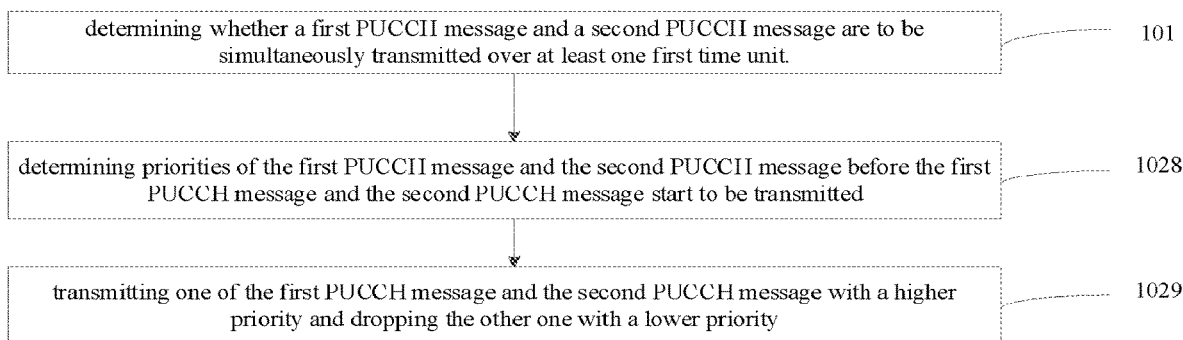 determining whether a first PUCCH message and a second PUCCH message are to be
simultaneously transmitted over at least one first time unit.
101
determining priorities of the first PUCCH message and the second PUCCH message before the first
PUCCH message and the second PUCCH message start to be transmitted
1028
transmitting one of the first PUCCH message and the second PUCCH message with a higher
priority and dropping the other one with a lower priority
1029